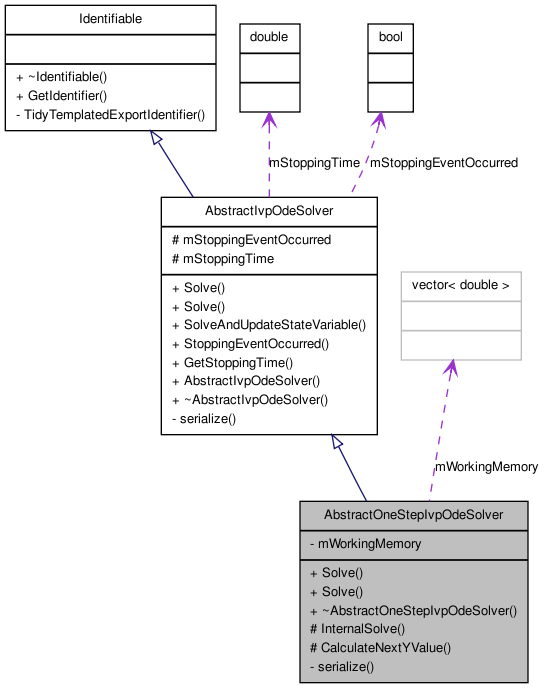 Identifiable
+ ~Identifiable()
+ GetIdentifier()
- TidyTemplatedExportIdentifier()
double
bool
mStoppingTime
mStoppingEventOccurred
AbstractIvpOdeSolver
# mStoppingEventOccurred
# mStoppingTime
+ Solve()
+ Solve()
+ SolveAndUpdateStateVariable()
+ StoppingEventOccurred()
+ GetStoppingTime()
+ AbstractIvpOdeSolver()
+ ~AbstractIvpOdeSolver()
- serialize()
vector< double >
mWorkingMemory
AbstractOneStepIvpOdeSolver
- mWorkingMemory
+ Solve()
+ Solve()
+ ~AbstractOneStepIvpOdeSolver()
# InternalSolve()
# CalculateNextYValue()
- serialize()